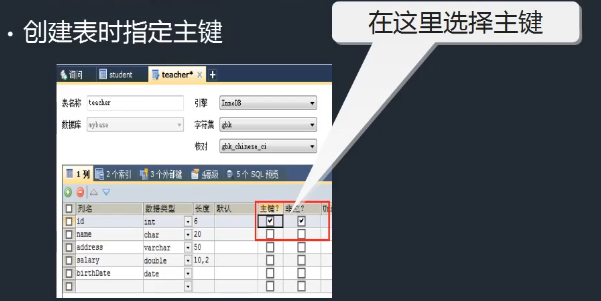 • 创建表时指定主键
在这里选择主键
询问 student teacher* × +
表名称 teacher 引擎 InnoDB
数据库 mybase 字符集 gbk
核对 gbk_chinese_ci
1 列 2 个索引 3 个外部键 4高级 5 个 SQL 预览
列名 数据类型 长度 默认 主键? 非空?
id int 6
name char 20
address varchar 50
salary double 10,2
birthDate date